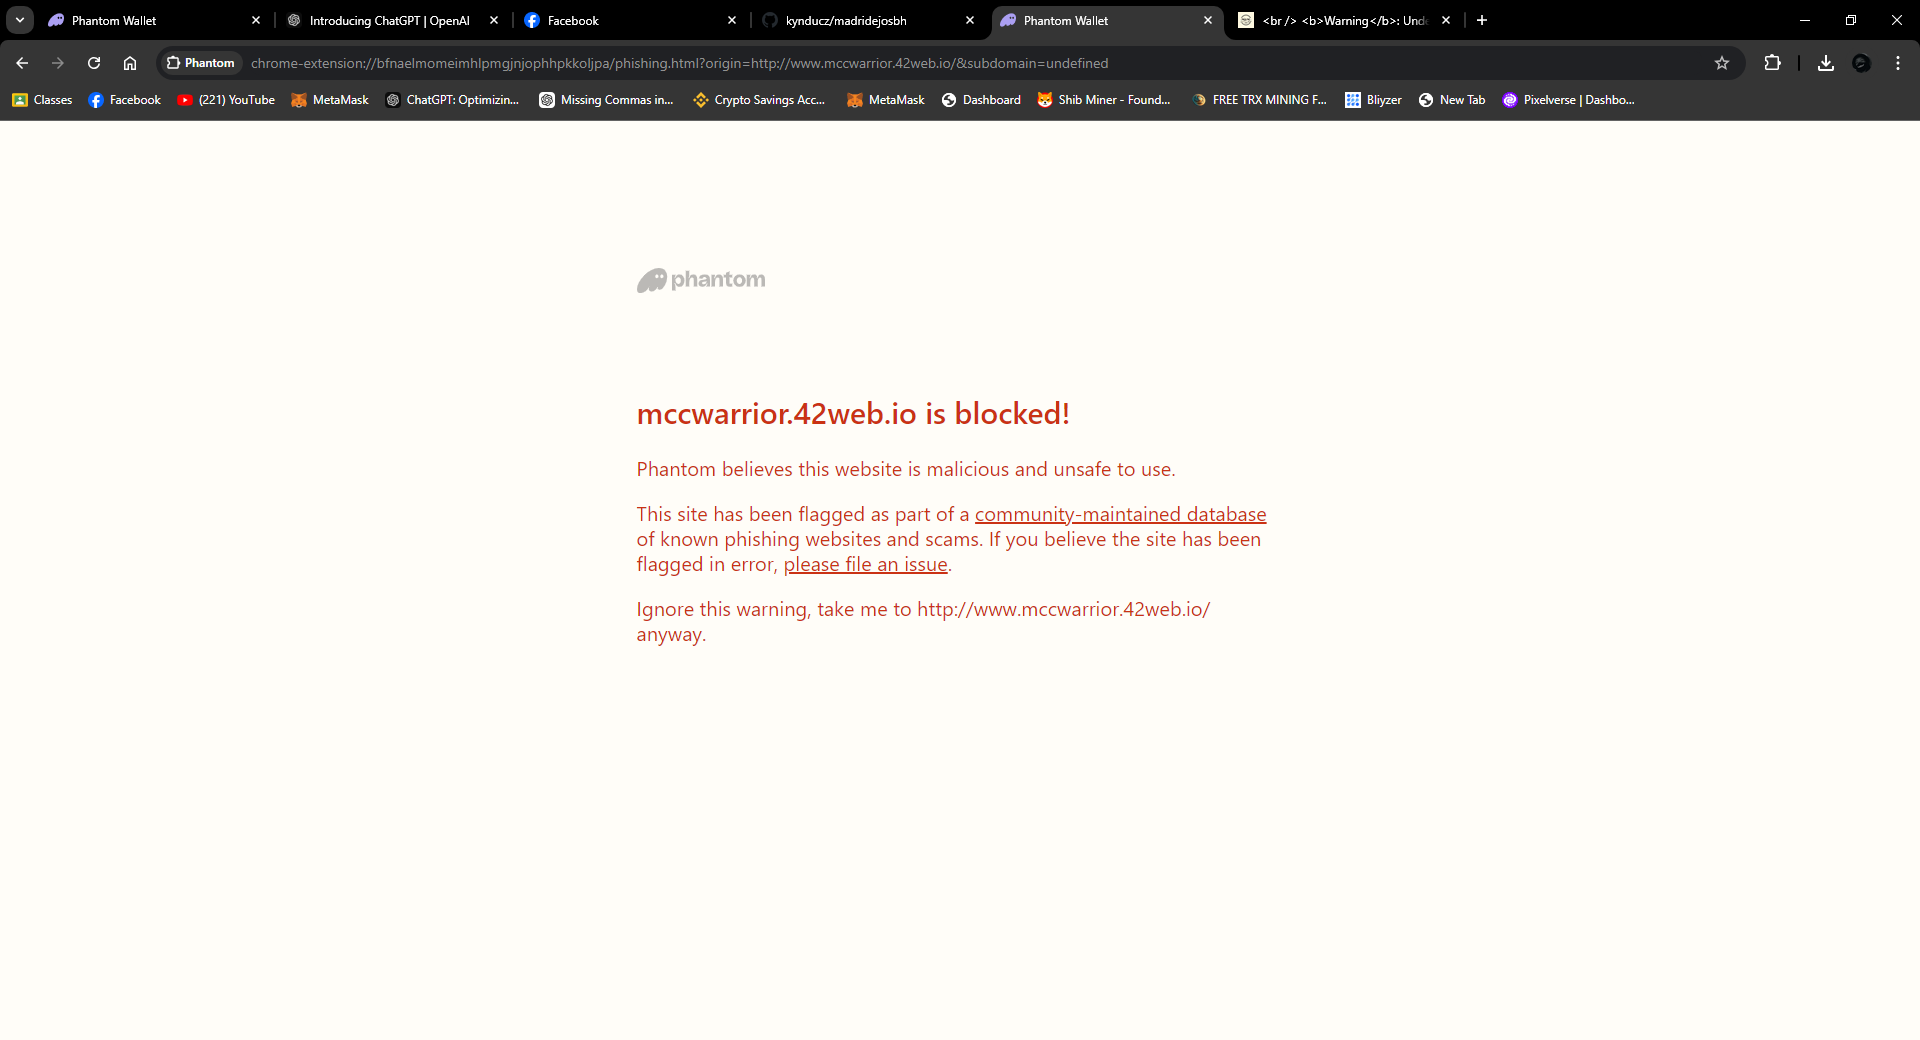 Phantom Wallet
Introducing ChatGPT | OpenAI
Facebook
kynducz/madridejosbh
Phantom Wallet
<br /> <b>Warning</b>: Unde
Phantom
chrome-extension://bfnaelmomeimhlpmgjnjophhpkkoljpa/phishing.html?origin=http://www.mccwarrior.42web.io/&subdomain=undefined
Classes
Facebook
(221) YouTube
MetaMask
ChatGPT: Optimizin...
Missing Commas in...
Crypto Savings Acc...
MetaMask
Dashboard
Shib Miner - Found...
FREE TRX MINING F...
Bliyzer
New Tab
Pixelverse | Dashbo...
phantom
mccwarrior.42web.io is blocked!
Phantom believes this website is malicious and unsafe to use.
This site has been flagged as part of a community-maintained database
of known phishing websites and scams. If you believe the site has been
flagged in error, please file an issue.
Ignore this warning, take me to http://www.mccwarrior.42web.io/
anyway.